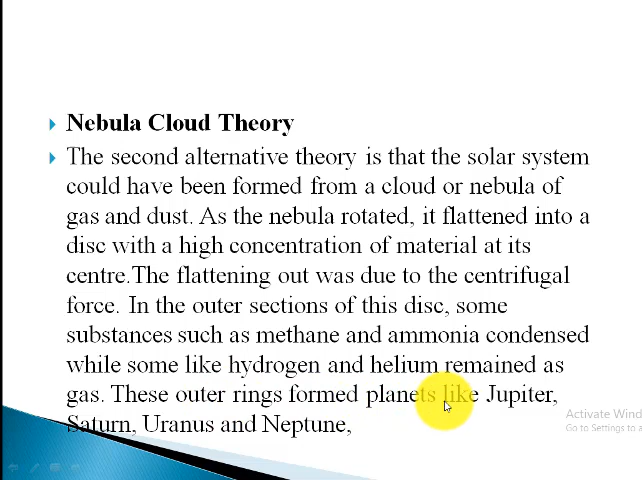 Nebula Cloud Theory
The second alternative theory is that the solar system
could have been formed from a cloud or nebula of
gas and dust. As the nebula rotated, it flattened into a
disc with a high concentration of material at its
centre.The flattening out was due to the centrifugal
force. In the outer sections of this disc, some
substances such as methane and ammonia condensed
while some like hydrogen and helium remained as
gas. These outer rings formed planets like Jupiter,
Saturn, Uranus and Neptune,
Activate Wind
Go to Settings to a